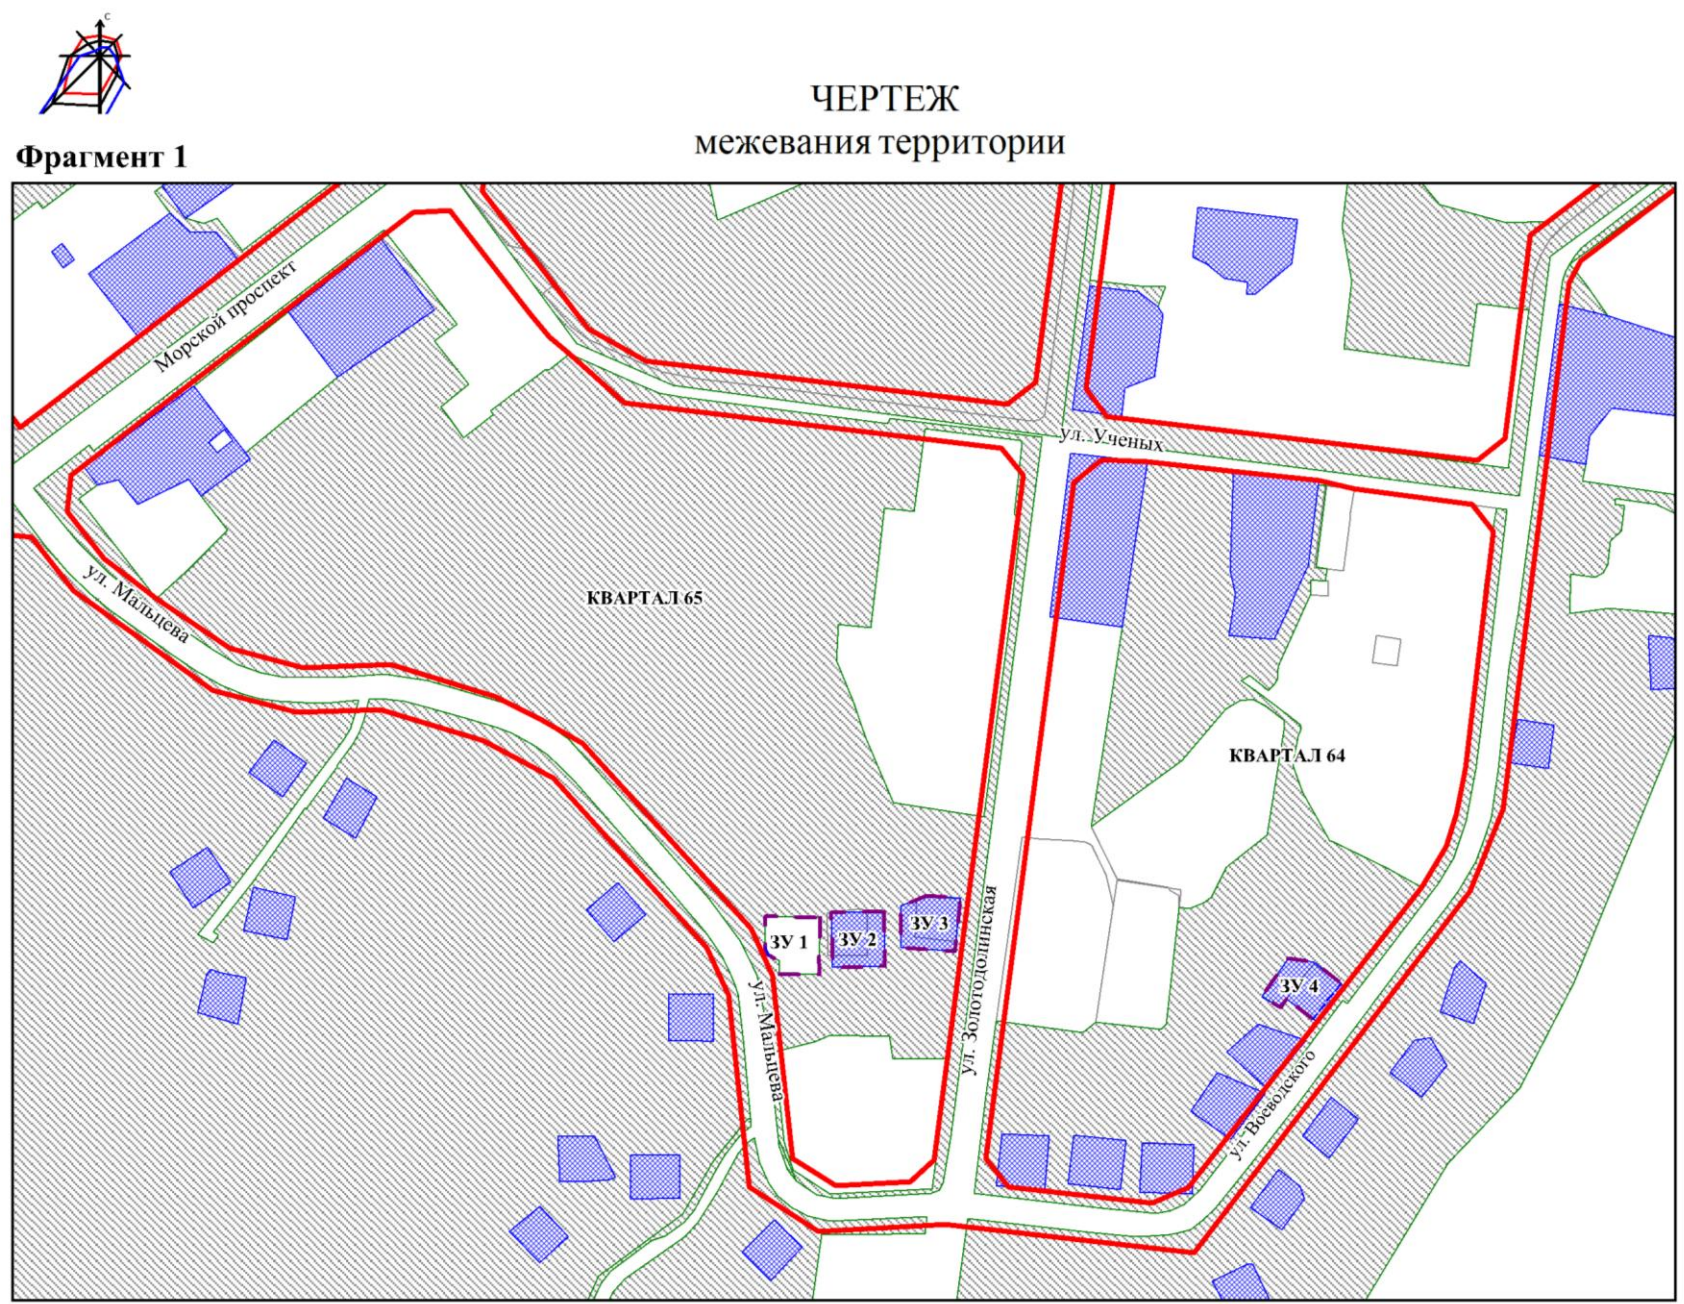 С
ЧЕРТЕЖ
межевания территории
Фрагмент 1
Морской проспект
ул. Ученых
ул. Мальцева
КВАРТАЛ 65
КВАРТАЛ 64
ЗУ 1
ЗУ 2
ЗУ 3
ЗУ 4
ул. Мальцева
ул. Золотодолинская
ул. Воеводского